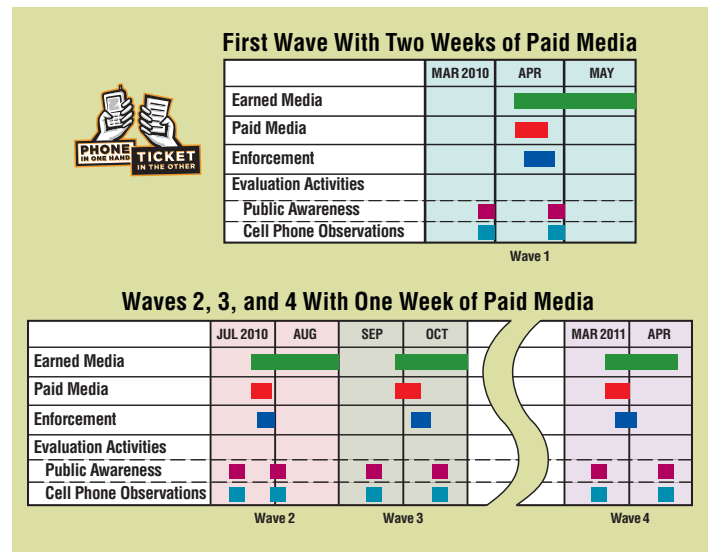 First Wave With Two Weeks of Paid Media
MAR 2010 APR MAY
Earned Media
Paid Media
Enforcement
Evaluation Activities
Public Awareness
Cell Phone Observations
Wave 1
PHONE
IN ONE HAND
TICKET
IN THE OTHER
Waves 2, 3, and 4 With One Week of Paid Media
JUL 2010 AUG SEP OCT MAR 2011 APR
Earned Media
Paid Media
Enforcement
Evaluation Activities
Public Awareness
Cell Phone Observations
Wave 2 Wave 3 Wave 4